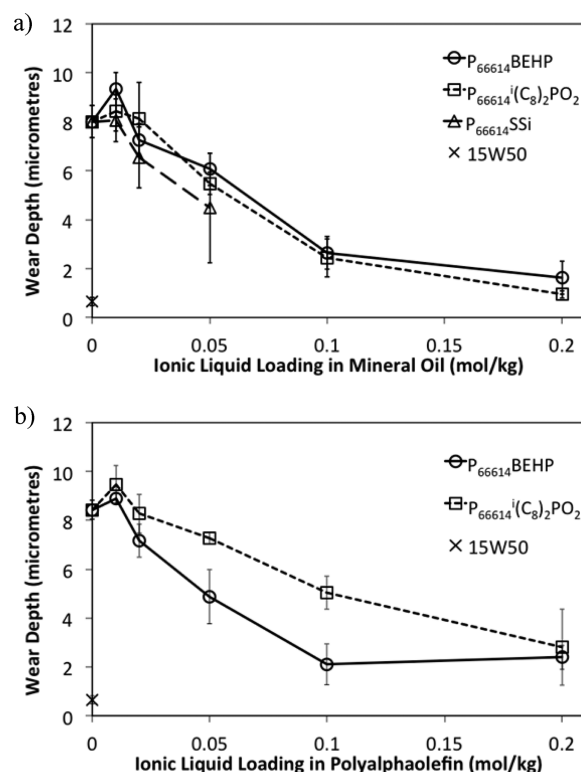 a)
12
10
8
6
4
2
0
Wear Depth (micrometres)
P66614BEHP
P66614i(C8)2PO2
P66614SSi
15W50
0 0.05 0.1 0.15 0.2
Ionic Liquid Loading in Mineral Oil (mol/kg)
b)
12
10
8
6
4
2
0
Wear Depth (micrometres)
P66614BEHP
P66614i(C8)2PO2
15W50
0 0.05 0.1 0.15 0.2
Ionic Liquid Loading in Polyalphaolefin (mol/kg)